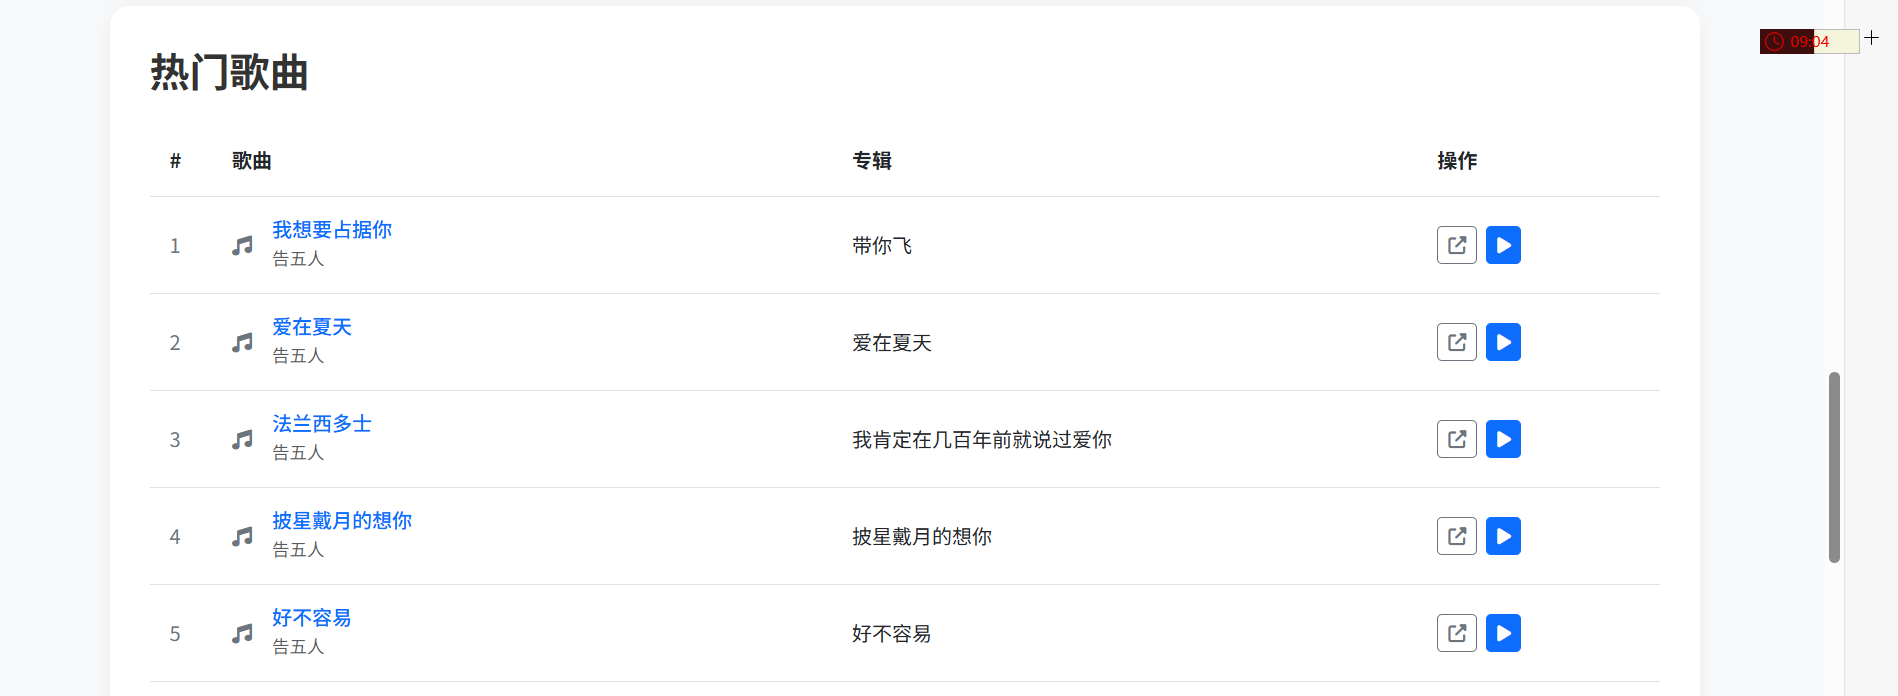 热门歌曲
09:04
# 歌曲 专辑 操作
1 我想要占据你 带你飞
告五人
2 爱在夏天 爱在夏天
告五人
3 法兰西多士 我肯定在几百年前就说过爱你
告五人
4 披星戴月的想你 披星戴月的想你
告五人
5 好不容易 好不容易
告五人